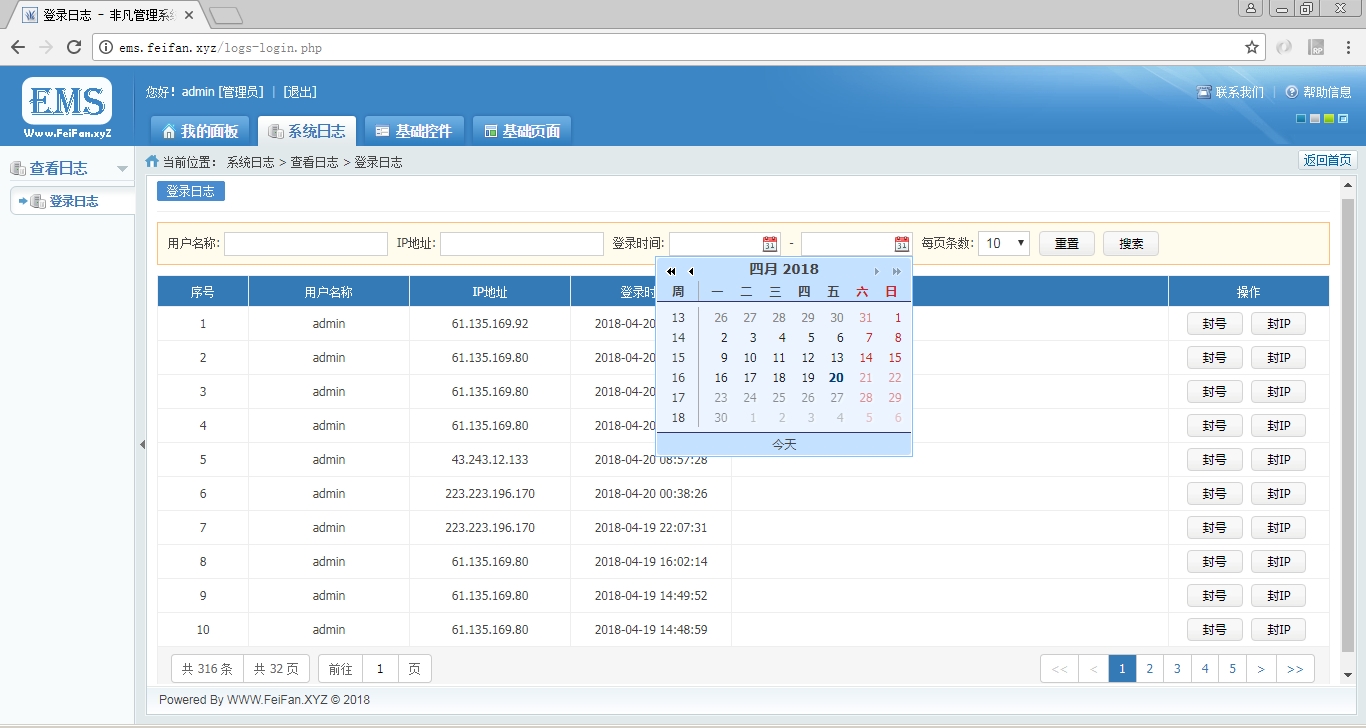 登录日志 - 非凡管理系统
ems.feifan.xyz/logs-login.php
EMS
Www.FeiFan.xyZ
您好! admin [管理员] | [退出]
联系我们 | 帮助信息
我的面板 系统日志 基础控件 基础页面
查看日志
登录日志
当前位置: 系统日志 > 查看日志 > 登录日志
返回首页
登录日志
用户名称: IP地址: 登录时间: - 每页条数: 10 重置 搜索
序号 用户名称 IP地址 登录时 操作
1 admin 61.135.169.92 2018-04-20 封号 封IP
2 admin 61.135.169.80 2018-04-20 封号 封IP
3 admin 61.135.169.80 2018-04-20 封号 封IP
4 admin 61.135.169.80 2018-04-20 封号 封IP
5 admin 43.243.12.133 2018-04-20 08:57:28 封号 封IP
6 admin 223.223.196.170 2018-04-20 00:38:26 封号 封IP
7 admin 223.223.196.170 2018-04-19 22:07:31 封号 封IP
8 admin 61.135.169.80 2018-04-19 16:02:14 封号 封IP
9 admin 61.135.169.80 2018-04-19 14:49:52 封号 封IP
10 admin 61.135.169.80 2018-04-19 14:48:59 封号 封IP
四月 2018
周 一 二 三 四 五 六 日
13 26 27 28 29 30 31 1
14 2 3 4 5 6 7 8
15 9 10 11 12 13 14 15
16 16 17 18 19 20 21 22
17 23 24 25 26 27 28 29
18 30 1 2 3 4 5 6
今天
共 316 条 共 32 页 前往 1 页
<< < 1 2 3 4 5 > >>
Powered By WWW.FeiFan.XYZ © 2018